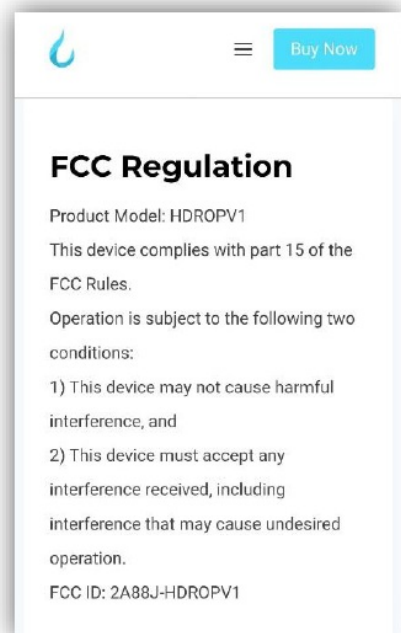 Buy Now
FCC Regulation
Product Model: HDROPV1
This device complies with part 15 of the
FCC Rules.
Operation is subject to the following two
conditions:
1) This device may not cause harmful
interference, and
2) This device must accept any
interference received, including
interference that may cause undesired
operation.
FCC ID: 2A88J-HDROPV1